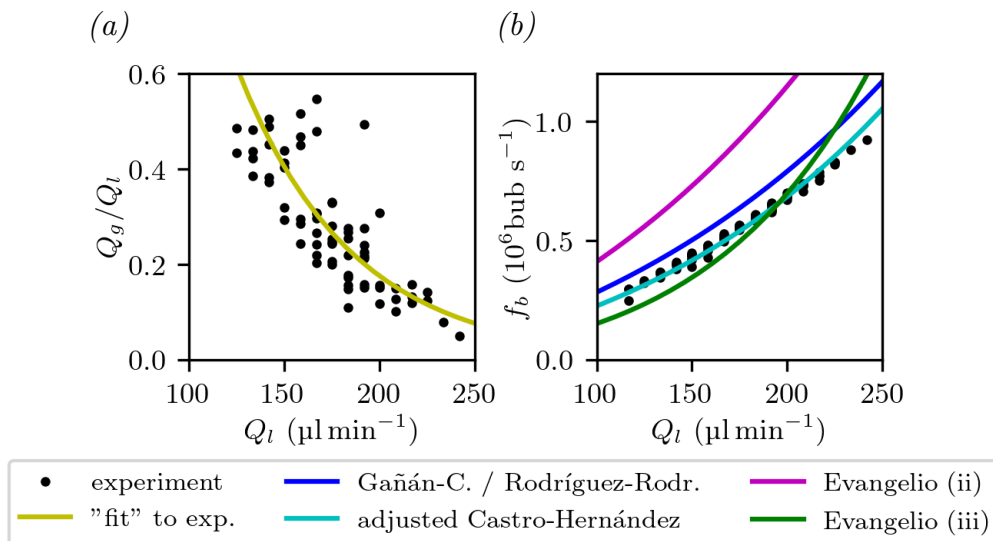 (a)
(b)
0.6
0.4
0.2
0.0
Q_g/Q_l
100 150 200 250
Q_l (µl min⁻¹)
1.0
0.5
0.0
f_b (10⁶bub s⁻¹)
100 150 200 250
Q_l (µl min⁻¹)
experiment
"fit" to exp.
Gañán-C. / Rodríguez-Rodr.
adjusted Castro-Hernández
Evangelio (ii)
Evangelio (iii)